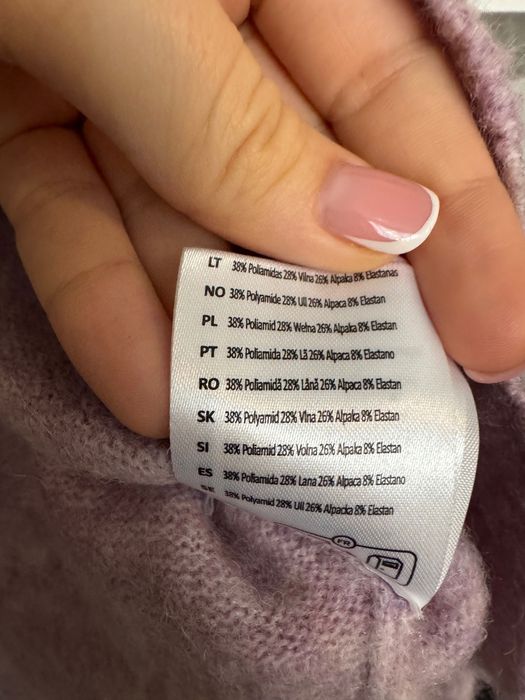 LT 38% Poliamidas 28% Vilna 26% Alpaka 8% Elastanas
NO 38% Polyamide 28% Ull 26% Alpaca 8% Elastan
PL 38% Poliamid 28% Wełna 26% Alpaka 8% Elastan
PT 38% Poliamida 28% Lã 26% Alpaca 8% Elastano
RO 38% Poliamidă 28% Lână 26% Alpaca 8% Elastan
SK 38% Polyamid 28% Vlna 26% Alpaka 8% Elastan
SI 38% Poliamid 28% Volna 26% Alpaka 8% Elastan
ES 38% Poliamida 28% Lana 26% Alpaca 8% Elastano
SE 38% Polyamid 28% Ull 26% Alpacka 8% Elastan
FR